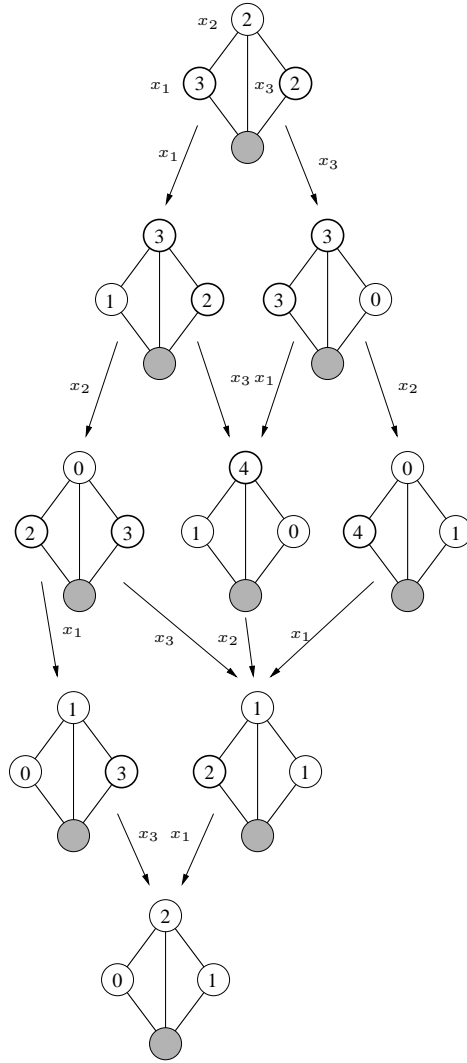 x₂ 2
x₁ 3 x₃ 2
x₁ x₃
3 3
1 2 3 0
x₂ x₃ x₁ x₂
0 4 0
2 3 1 0 4 1
x₁ x₃ x₂ x₁
1 1
0 3 2 1
x₃ x₁
2
0 1